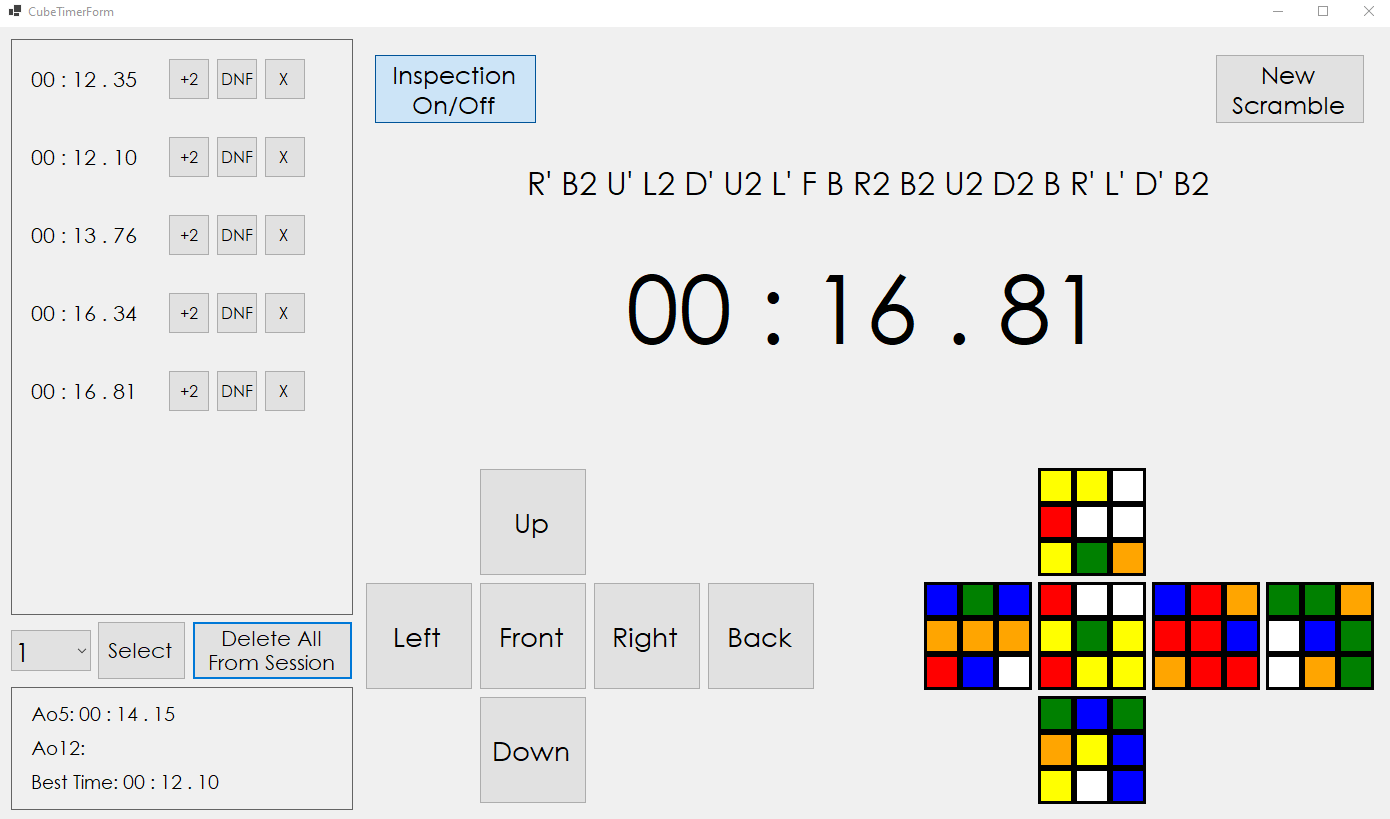 CubeTimerForm
00 : 12 . 35 +2 DNF X
00 : 12 . 10 +2 DNF X
00 : 13 . 76 +2 DNF X
00 : 16 . 34 +2 DNF X
00 : 16 . 81 +2 DNF X
1
Select
Delete All
From Session
Ao5: 00 : 14 . 15
Ao12:
Best Time: 00 : 12 . 10
Inspection
On/Off
New
Scramble
R' B2 U' L2 D' U2 L' F B R2 B2 U2 D2 B R' L' D' B2
00 : 16 . 81
Up
Left Front Right Back
Down